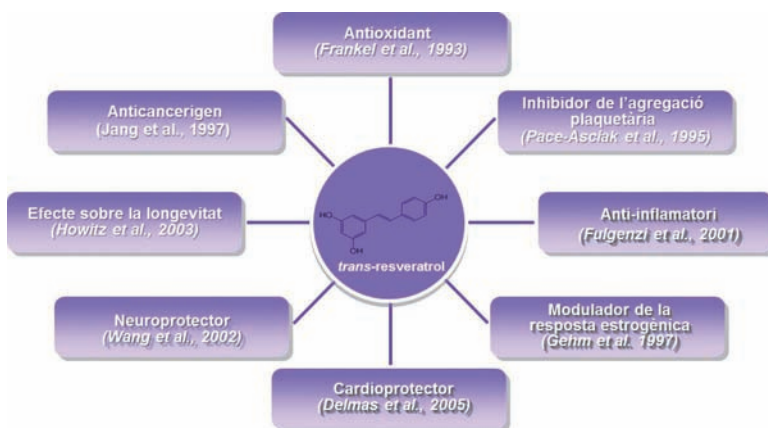 Antioxidant
(Frankel et al., 1993)
Anticancerigen
(Jang et al., 1997)
Inhibidor de l'agregació
plaquetària
(Pace-Asciak et al., 1995)
Efecte sobre la longevitat
(Howitz et al., 2003)
HO
OH
OH
trans-resveratrol
Anti-inflamatori
(Fulgenzi et al., 2001)
Neuroprotector
(Wang et al., 2002)
Modulador de la
resposta estrogènica
(Gehm et al. 1997)
Cardioprotector
(Delmas et al., 2005)